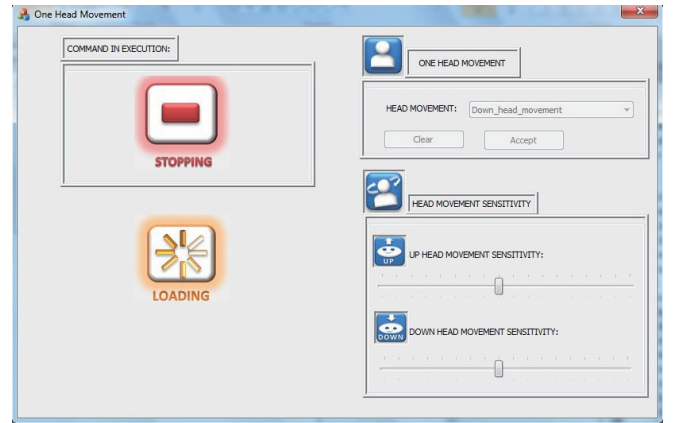 One Head Movement
COMMAND IN EXECUTION:
STOPPING
LOADING
ONE HEAD MOVEMENT
HEAD MOVEMENT: Down_head_movement
Clear Accept
HEAD MOVEMENT SENSITIVITY
UP
UP HEAD MOVEMENT SENSITIVITY:
DOWN
DOWN HEAD MOVEMENT SENSITIVITY: